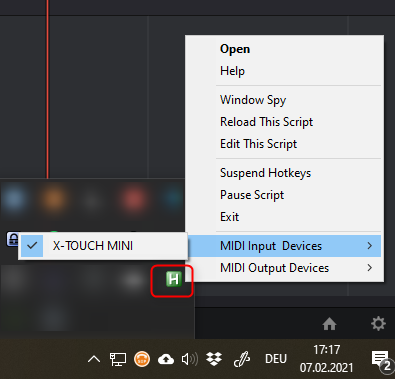 Open
Help
Window Spy
Reload This Script
Edit This Script
Suspend Hotkeys
Pause Script
Exit
MIDI Input  Devices
X-TOUCH MINI
MIDI Output Devices
H
DEU
17:17
07.02.2021
2